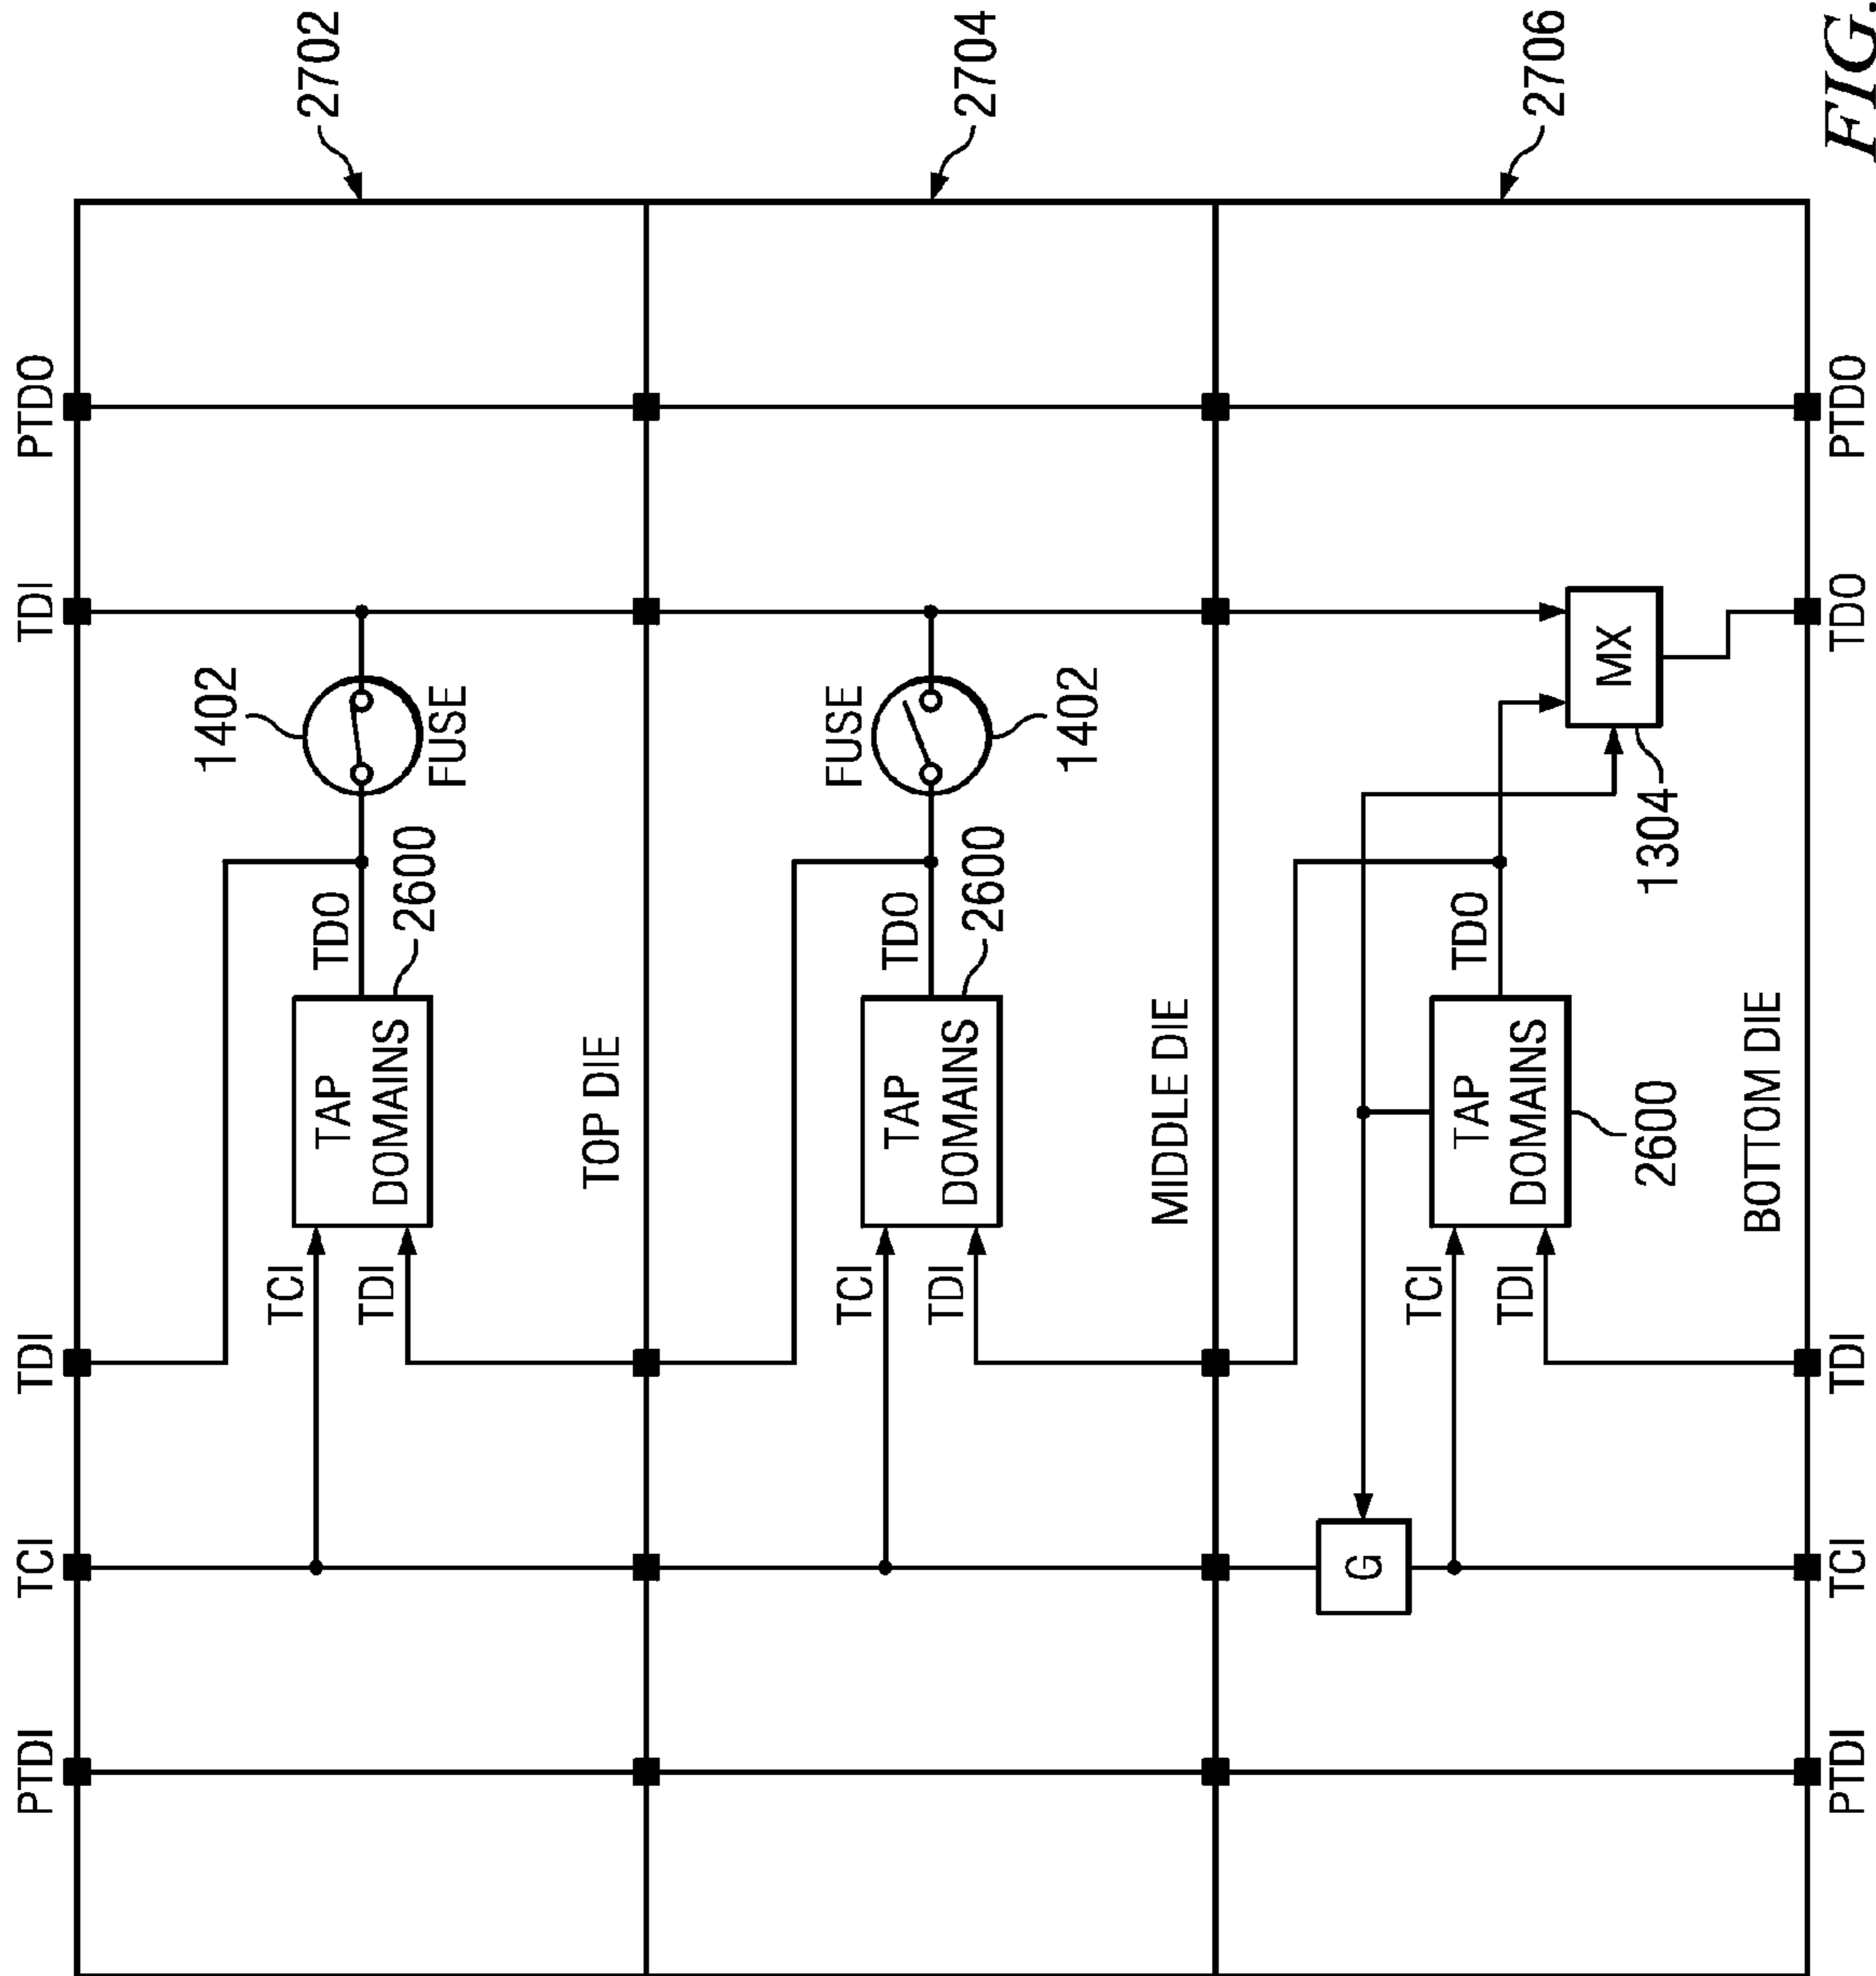 PTDI TCI TDI TDI PTDO
1402
2702
TCI
TDO
TAP
DOMAINS
TDI
2600
FUSE
TOP DIE
FUSE
TCI
TDO
TAP
DOMAINS
TDI
2704
2600
1402
MIDDLE DIE
G
TCI
TDO
TAP
DOMAINS
TDI
2706
MX
2600
1304
BOTTOM DIE
PTDI TCI TDI TDO PTDO
FIG.